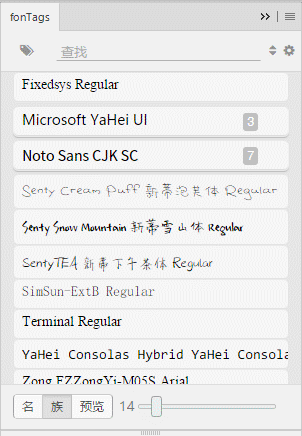 fonTags
查找
Fixedsys Regular
Microsoft YaHei UI 3
Noto Sans CJK SC 7
Senty Cream Puff 新蒂泡芙体 Regular
Senty Snow Mountain 新蒂雪山体 Regular
SentyTEA 新蒂下午茶体 Regular
SimSun-ExtB Regular
Terminal Regular
YaHei Consolas Hybrid YaHei Consola
Zong FZZongYi-M05S Arial
名 族 预览 14